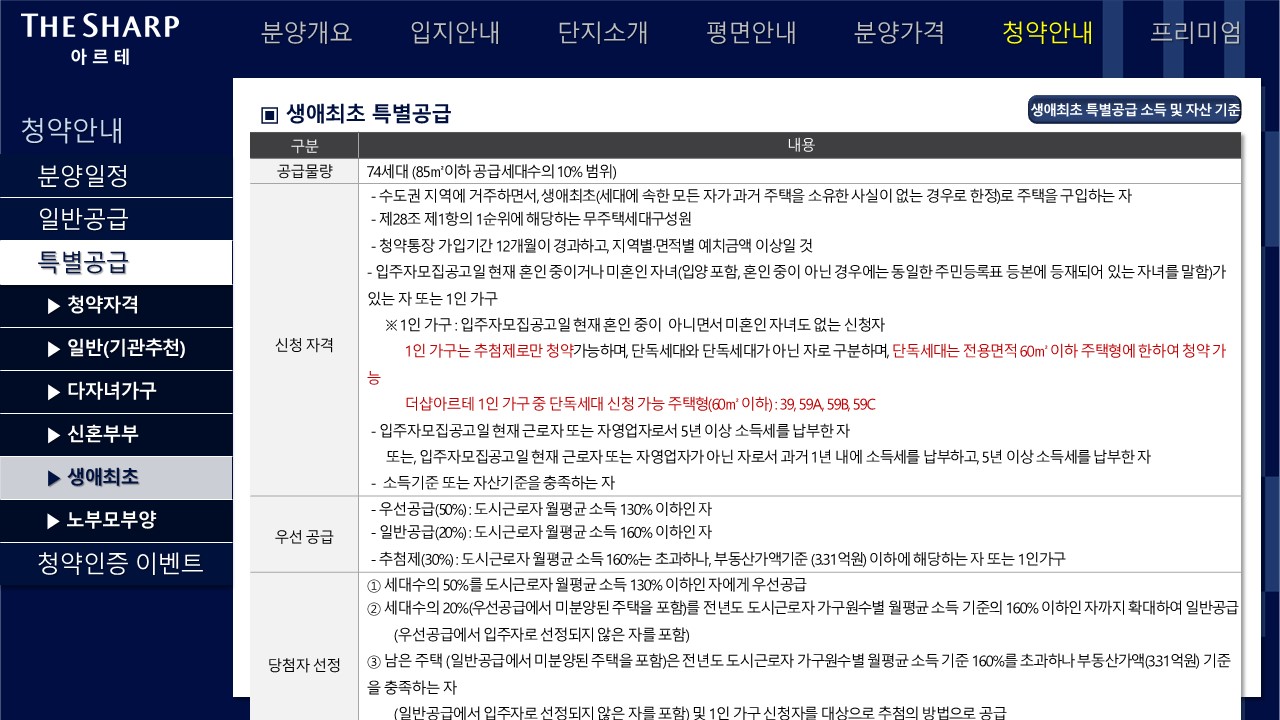 THE SHARP
아르테
분양개요 입지안내 단지소개 평면안내 분양가격 청약안내 프리미엄
청약안내
분양일정
일반공급
특별공급
▶ 청약자격
▶ 일반(기관추천)
▶ 다자녀가구
▶ 신혼부부
▶ 생애최초
▶ 노부모부양
청약인증 이벤트
▣ 생애최초 특별공급
생애최초 특별공급 소득 및 자산 기준
구분 내용
공급물량 74세대 (85㎡이하 공급세대수의 10% 범위)
신청 자격
- 수도권 지역에 거주하면서, 생애최초(세대에 속한 모든 자가 과거 주택을 소유한 사실이 없는 경우로 한정)로 주택을 구입하는 자
- 제28조 제1항의 1순위에 해당하는 무주택세대구성원
- 청약통장 가입기간 12개월이 경과하고, 지역별·면적별 예치금액 이상일 것
- 입주자모집공고일 현재 혼인 중이거나 미혼인 자녀(입양 포함, 혼인 중이 아닌 경우에는 동일한 주민등록표 등본에 등재되어 있는 자녀를 말함)가
있는 자 또는 1인 가구
※ 1인 가구 : 입주자모집공고일 현재 혼인 중이 아니면서 미혼인 자녀도 없는 신청자
1인 가구는 추첨제로만 청약가능하며, 단독세대와 단독세대가 아닌 자로 구분하며, 단독세대는 전용면적 60㎡ 이하 주택형에 한하여 청약 가
능
더샵아르테 1인 가구 중 단독세대 신청 가능 주택형(60㎡ 이하) : 39, 59A, 59B, 59C
- 입주자모집공고일 현재 근로자 또는 자영업자로서 5년 이상 소득세를 납부한 자
또는, 입주자모집공고일 현재 근로자 또는 자영업자가 아닌 자로서 과거 1년 내에 소득세를 납부하고, 5년 이상 소득세를 납부한 자
- 소득기준 또는 자산기준을 충족하는 자
우선 공급
- 우선공급(50%) : 도시근로자 월평균 소득 130% 이하인 자
- 일반공급(20%) : 도시근로자 월평균 소득 160% 이하인 자
- 추첨제(30%) : 도시근로자 월평균 소득 160%는 초과하나, 부동산가액기준 (3.31억원) 이하에 해당하는 자 또는 1인가구
당첨자 선정
① 세대수의 50%를 도시근로자 월평균 소득 130% 이하인 자에게 우선공급
② 세대수의 20%(우선공급에서 미분양된 주택을 포함)를 전년도 도시근로자 가구원수별 월평균 소득 기준의 160% 이하인 자까지 확대하여 일반공급
(우선공급에서 입주자로 선정되지 않은 자를 포함)
③ 남은 주택 (일반공급에서 미분양된 주택을 포함)은 전년도 도시근로자 가구원수별 월평균 소득 기준 160%를 초과하나 부동산가액(3.31억원) 기준
을 충족하는 자
(일반공급에서 입주자로 선정되지 않은 자를 포함) 및 1인 가구 신청자를 대상으로 추첨의 방법으로 공급